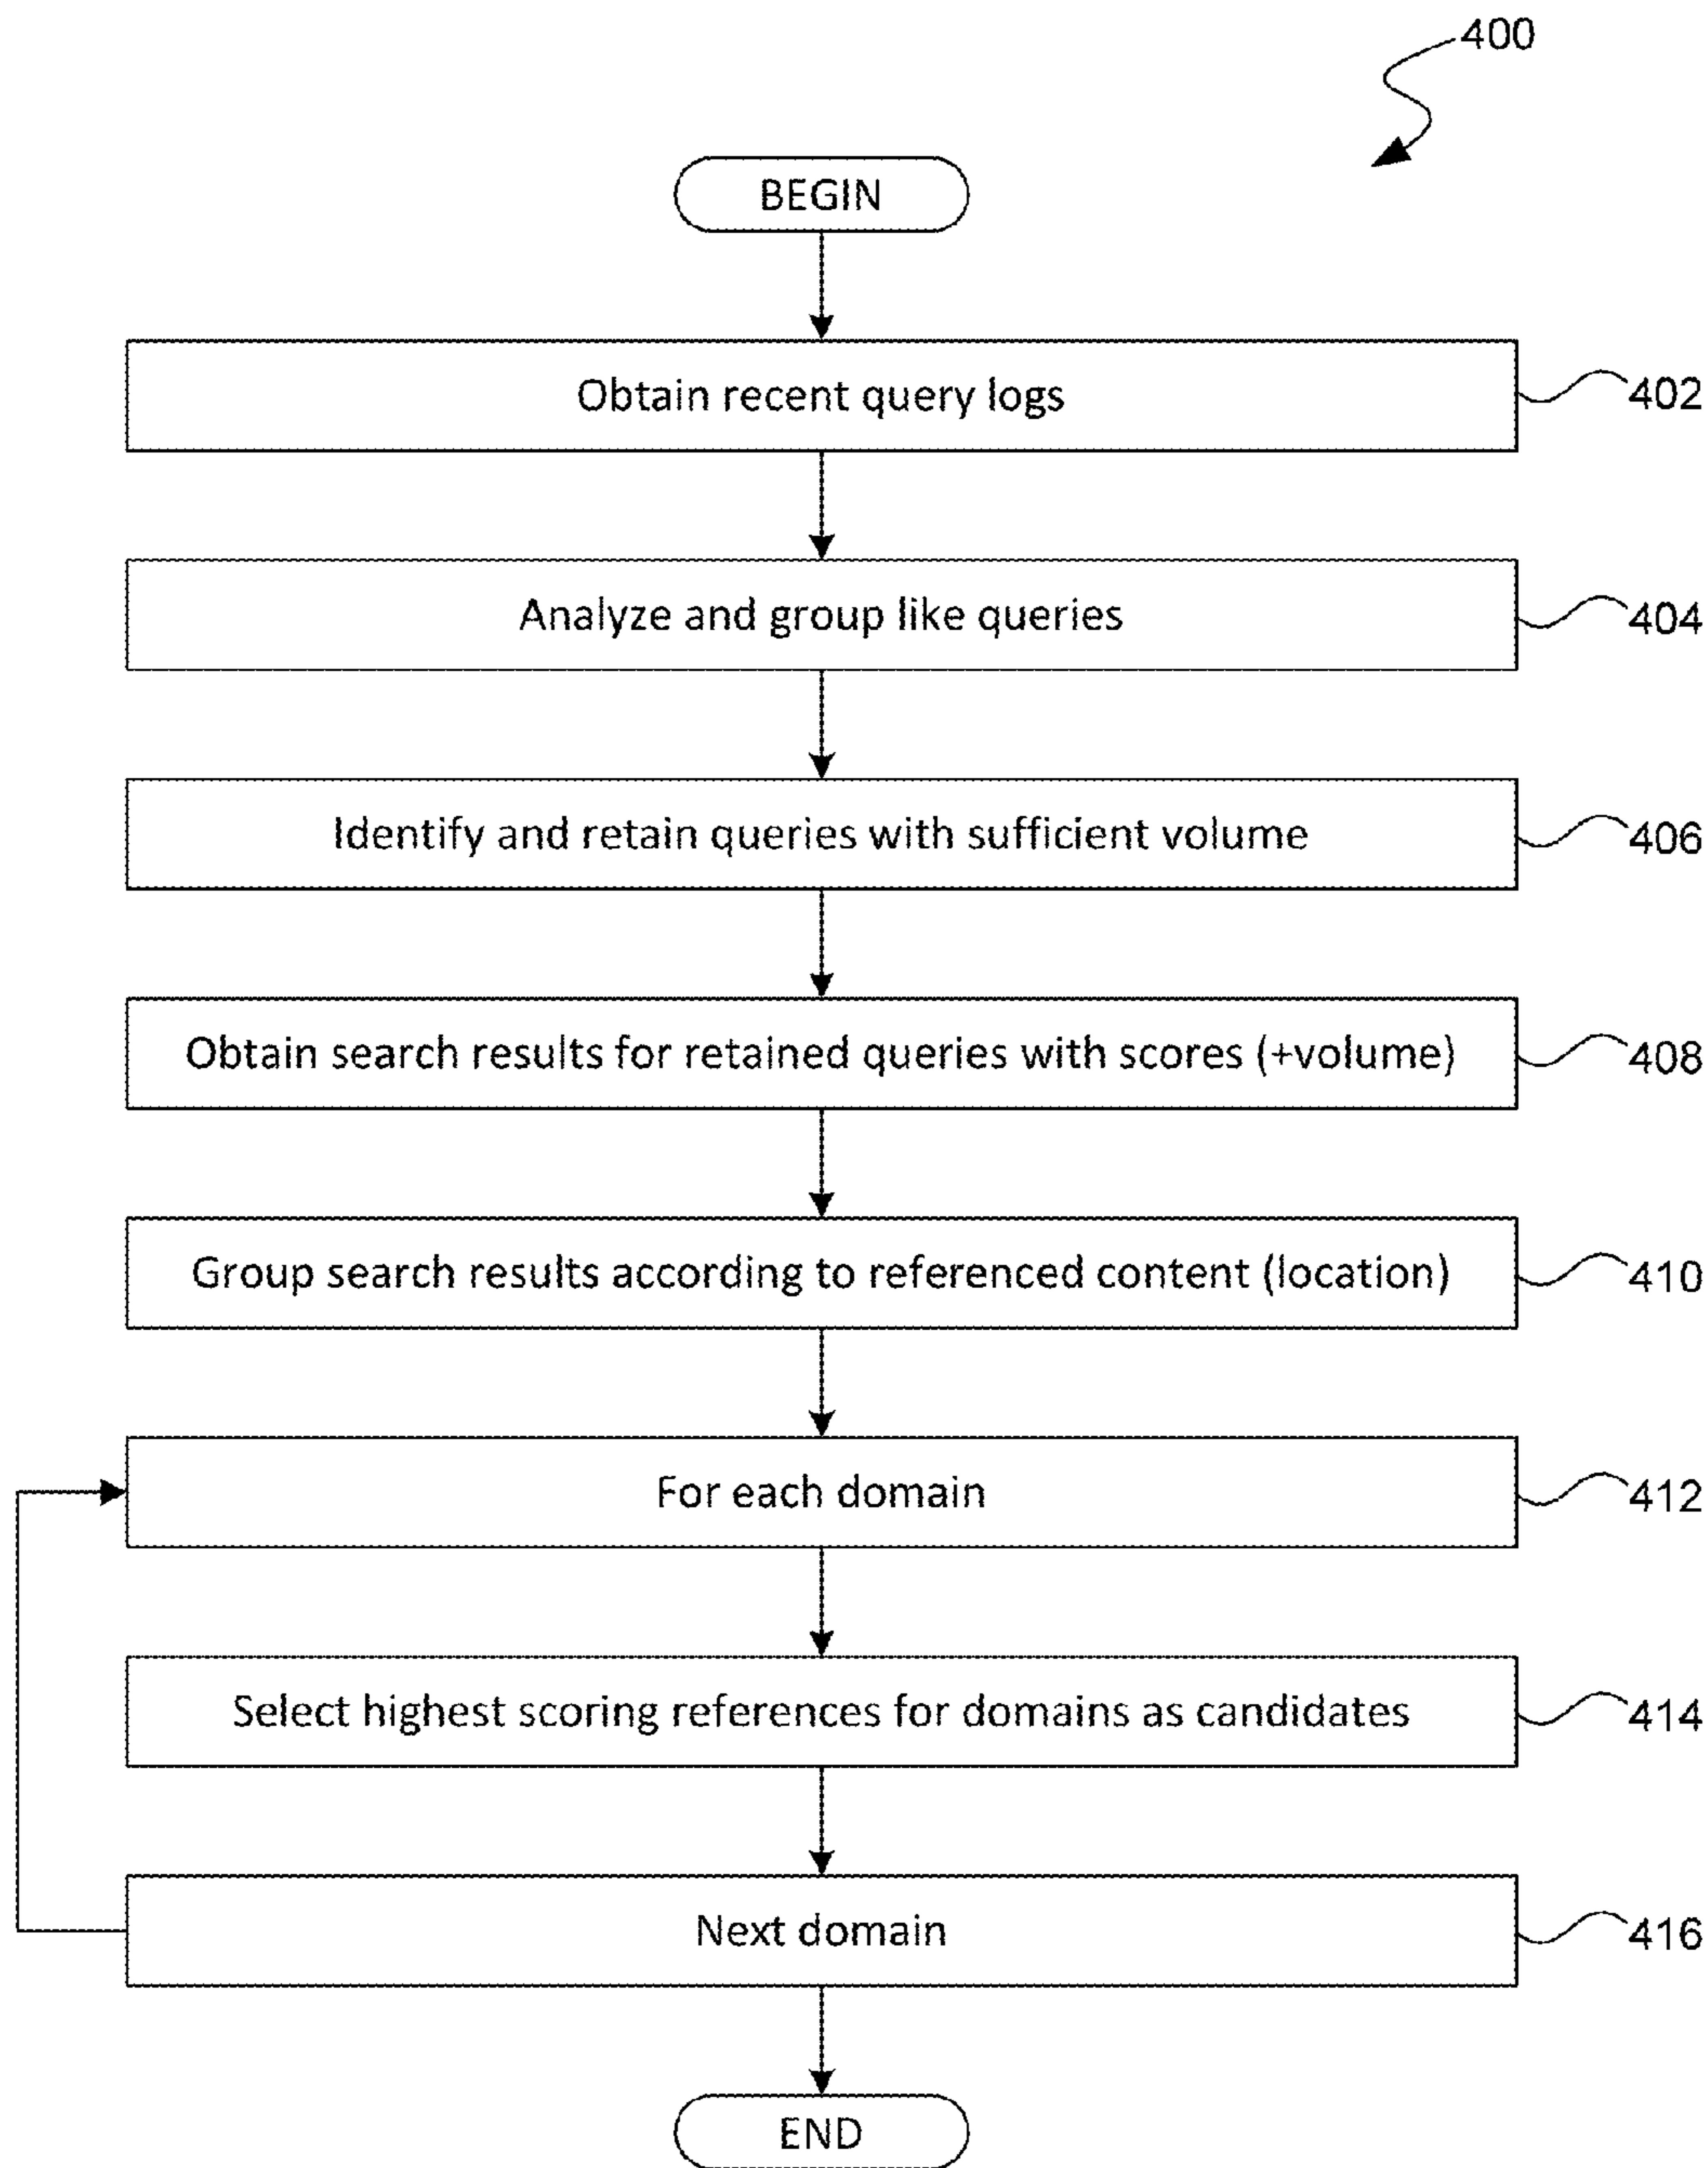 400
BEGIN
Obtain recent query logs
402
Analyze and group like queries
404
Identify and retain queries with sufficient volume
406
Obtain search results for retained queries with scores (+volume)
408
Group search results according to referenced content (location)
410
For each domain
412
Select highest scoring references for domains as candidates
414
Next domain
416
END